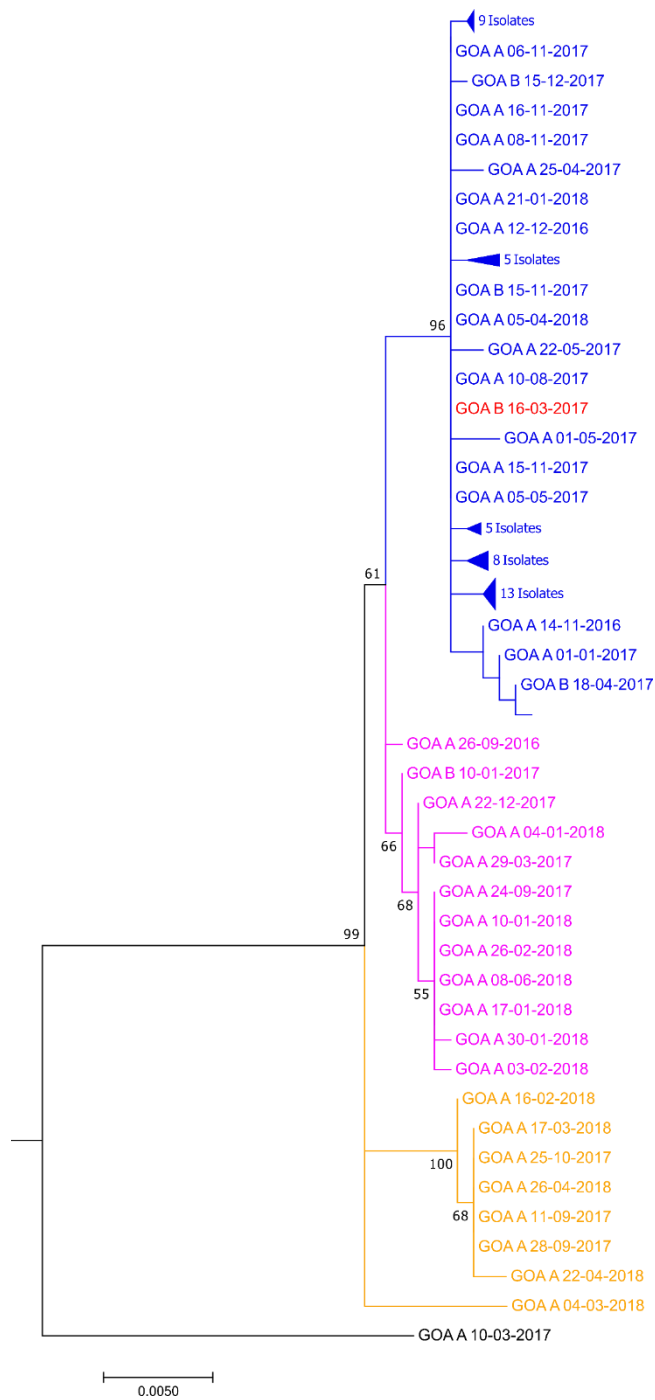 9 Isolates
GOA A 06-11-2017
GOA B 15-12-2017
GOA A 16-11-2017
GOA A 08-11-2017
GOA A 25-04-2017
GOA A 21-01-2018
GOA A 12-12-2016
5 Isolates
GOA B 15-11-2017
GOA A 05-04-2018
96
GOA A 22-05-2017
GOA A 10-08-2017
GOA B 16-03-2017
GOA A 01-05-2017
GOA A 15-11-2017
GOA A 05-05-2017
5 Isolates
8 Isolates
61
13 Isolates
GOA A 14-11-2016
GOA A 01-01-2017
GOA B 18-04-2017
GOA A 26-09-2016
GOA B 10-01-2017
GOA A 22-12-2017
GOA A 04-01-2018
66
GOA A 29-03-2017
GOA A 24-09-2017
68
GOA A 10-01-2018
99
GOA A 26-02-2018
GOA A 08-06-2018
55
GOA A 17-01-2018
GOA A 30-01-2018
GOA A 03-02-2018
GOA A 16-02-2018
GOA A 17-03-2018
GOA A 25-10-2017
100
GOA A 26-04-2018
GOA A 11-09-2017
68
GOA A 28-09-2017
GOA A 22-04-2018
GOA A 04-03-2018
GOA A 10-03-2017
0.0050